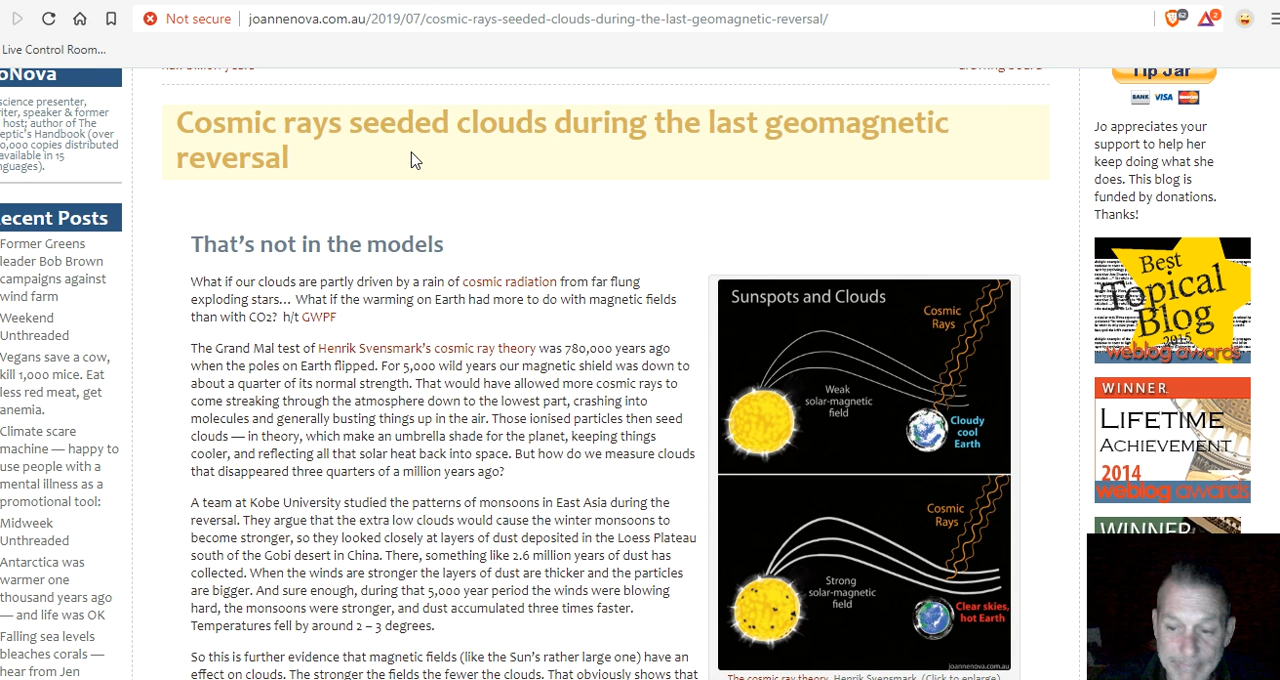 Not secure | joannenova.com.au/2019/07/cosmic-rays-seeded-clouds-during-the-last-geomagnetic-reversal/
62
2
Live Control Room...
oNova
science presenter,
riter, speaker & former
host; author of The
eptic's Handbook (over
0,000 copies distributed
available in 15
nguages).
ecent Posts
Former Greens
leader Bob Brown
campaigns against
wind farm
Weekend
Unthreaded
Vegans save a cow,
kill 1,000 mice. Eat
less red meat, get
anemia.
Climate scare
machine — happy to
use people with a
mental illness as a
promotional tool:
Midweek
Unthreaded
Antarctica was
warmer one
thousand years ago
— and life was OK
Falling sea levels
bleaches corals —
hear from Jen
Cosmic rays seeded clouds during the last geomagnetic
reversal
That's not in the models
What if our clouds are partly driven by a rain of cosmic radiation from far flung
exploding stars... What if the warming on Earth had more to do with magnetic fields
than with CO2? h/t GWPF
The Grand Mal test of Henrik Svensmark's cosmic ray theory was 780,000 years ago
when the poles on Earth flipped. For 5,000 wild years our magnetic shield was down to
about a quarter of its normal strength. That would have allowed more cosmic rays to
come streaking through the atmosphere down to the lowest part, crashing into
molecules and generally busting things up in the air. Those ionised particles then seed
clouds — in theory, which make an umbrella shade for the planet, keeping things
cooler, and reflecting all that solar heat back into space. But how do we measure clouds
that disappeared three quarters of a million years ago?
A team at Kobe University studied the patterns of monsoons in East Asia during the
reversal. They argue that the extra low clouds would cause the winter monsoons to
become stronger, so they looked closely at layers of dust deposited in the Loess Plateau
south of the Gobi desert in China. There, something like 2.6 million years of dust has
collected. When the winds are stronger the layers of dust are thicker and the particles
are bigger. And sure enough, during that 5,000 year period the winds were blowing
hard, the monsoons were stronger, and dust accumulated three times faster.
Temperatures fell by around 2 – 3 degrees.
So this is further evidence that magnetic fields (like the Sun's rather large one) have an
effect on clouds. The stronger the fields the fewer the clouds. That obviously shows that
Sunspots and Clouds
Cosmic
Rays
Weak
solar-magnetic
field
Cloudy
cool
Earth
Cosmic
Rays
Strong
solar-magnetic
field
Clear skies,
hot Earth
joannenova.com.au
The cosmic ray theory, Henrik Svensmark. (Click to enlarge)
Tip Jar
BANK VISA
Jo appreciates your
support to help her
keep doing what she
does. This blog is
funded by donations.
Thanks!
Best
Topical
Blog
2015
weblog awards
WINNER
LIFETIME
ACHIEVEMENT
2014
weblog awards
WINNER